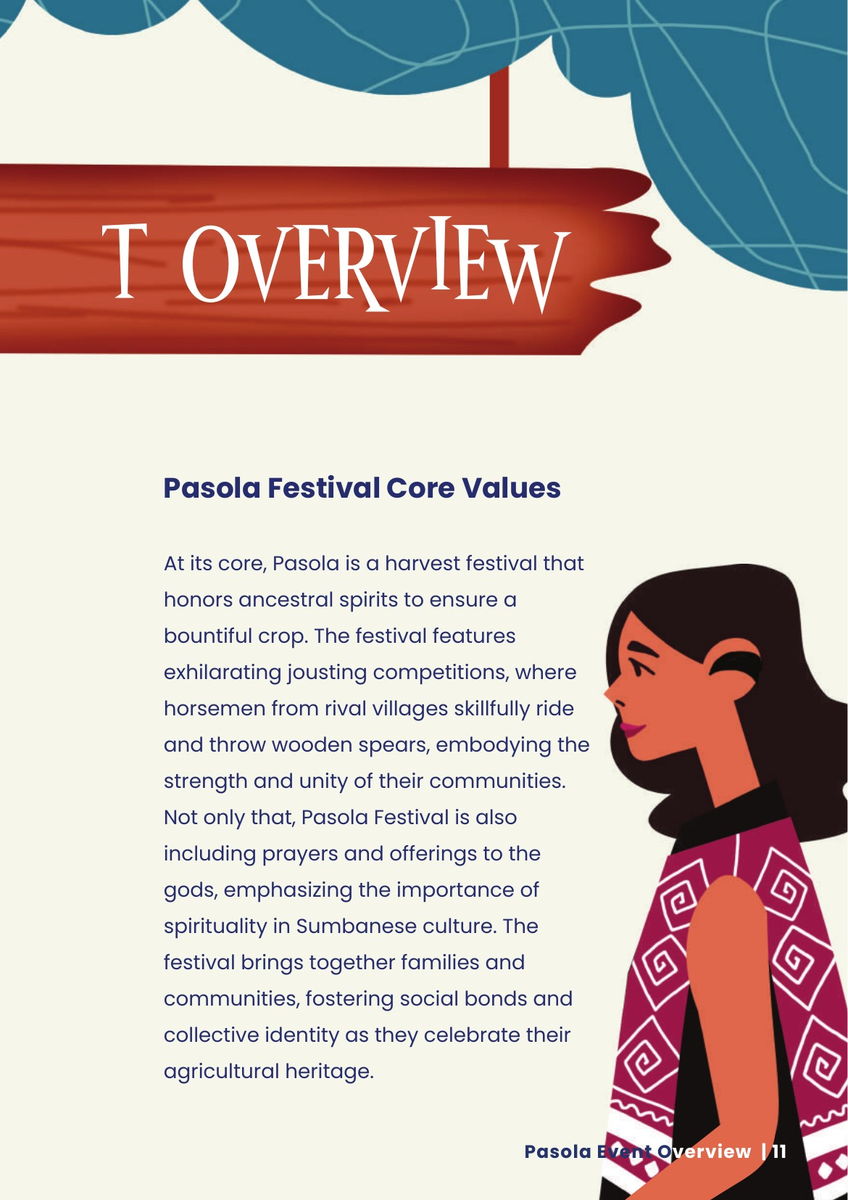 T OVERVIEW
Pasola Festival Core Values
At its core, Pasola is a harvest festival that
honors ancestral spirits to ensure a
bountiful crop. The festival features
exhilarating jousting competitions, where
horsemen from rival villages skillfully ride
and throw wooden spears, embodying the
strength and unity of their communities.
Not only that, Pasola Festival is also
including prayers and offerings to the
gods, emphasizing the importance of
spirituality in Sumbanese culture. The
festival brings together families and
communities, fostering social bonds and
collective identity as they celebrate their
agricultural heritage.
Pasola Event Overview | 11